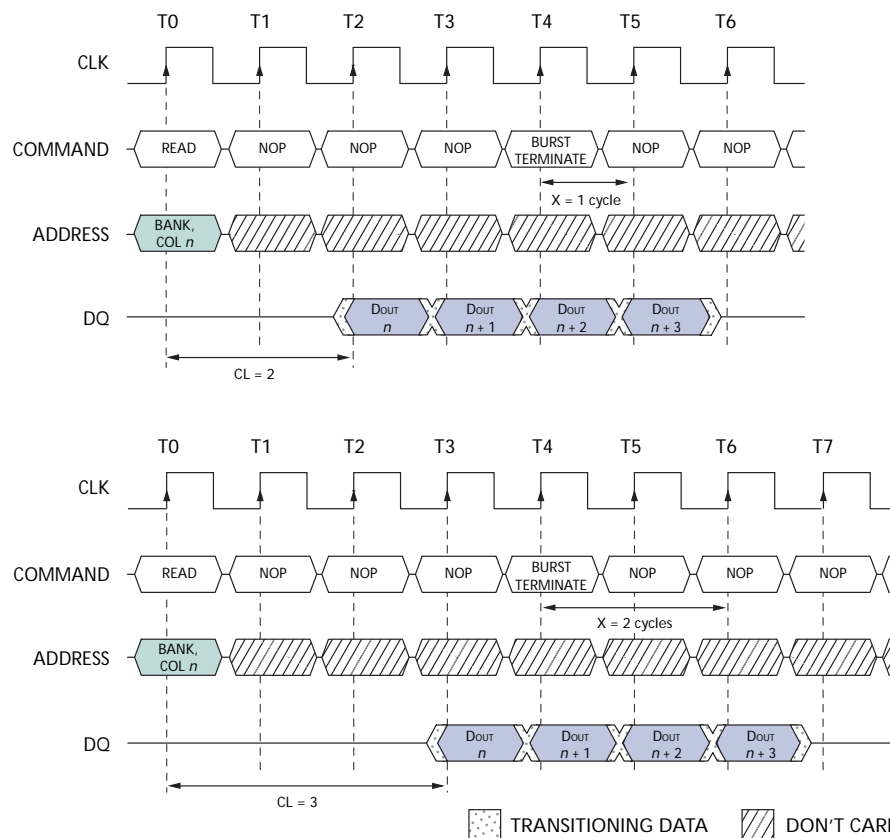 T0 T1 T2 T3 T4 T5 T6
CLK
COMMAND READ NOP NOP NOP BURST TERMINATE NOP NOP
X = 1 cycle
ADDRESS BANK, COL n
DQ DOUT n DOUT n + 1 DOUT n + 2 DOUT n + 3
CL = 2
T0 T1 T2 T3 T4 T5 T6 T7
CLK
COMMAND READ NOP NOP NOP BURST TERMINATE NOP NOP NOP
X = 2 cycles
ADDRESS BANK, COL n
DQ DOUT n DOUT n + 1 DOUT n + 2 DOUT n + 3
CL = 3
TRANSITIONING DATA DON'T CARE